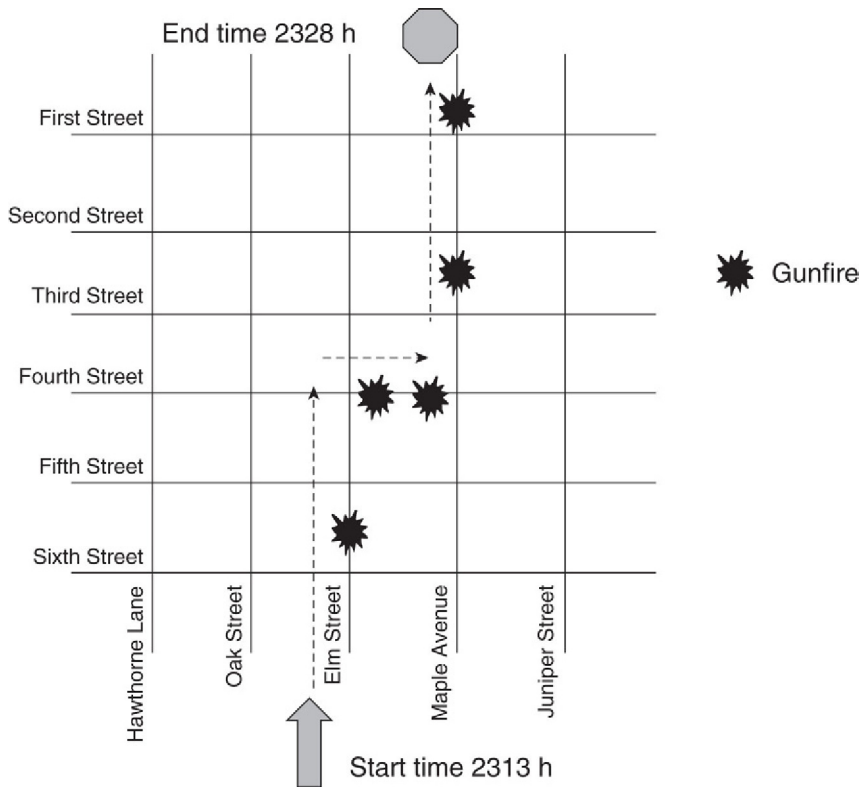 End time 2328 h
First Street
Second Street
Third Street
Gunfire
Fourth Street
Fifth Street
Sixth Street
Hawthorne Lane
Oak Street
Elm Street
Maple Avenue
Juniper Street
Start time 2313 h